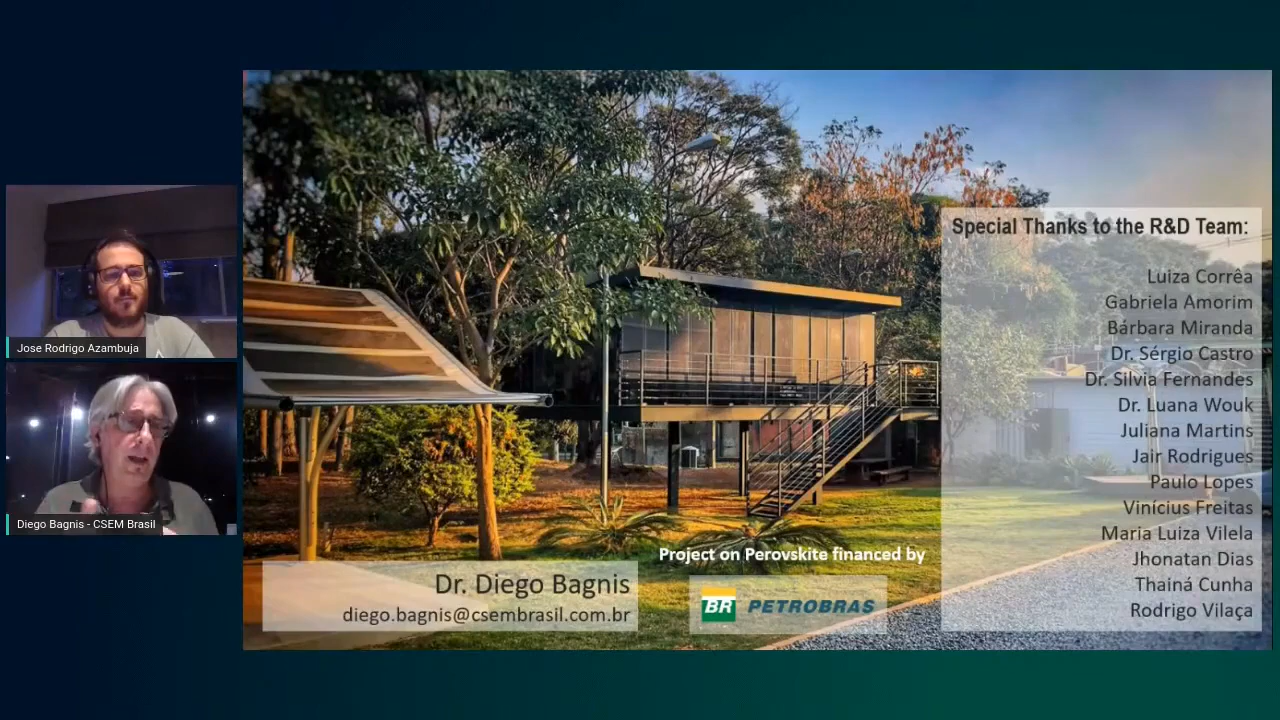 Jose Rodrigo Azambuja
Diego Bagnis - CSEM Brasil
Special Thanks to the R&D Team:
Luiza Corrêa
Gabriela Amorim
Bárbara Miranda
Dr. Sérgio Castro
Dr. Silvia Fernandes
Dr. Luana Wouk
Juliana Martins
Jair Rodrigues
Paulo Lopes
Vinícius Freitas
Maria Luiza Vilela
Jhonatan Dias
Thainá Cunha
Rodrigo Vilaça
Project on Perovskite financed by
BR PETROBRAS
Dr. Diego Bagnis
diego.bagnis@csembrasil.com.br